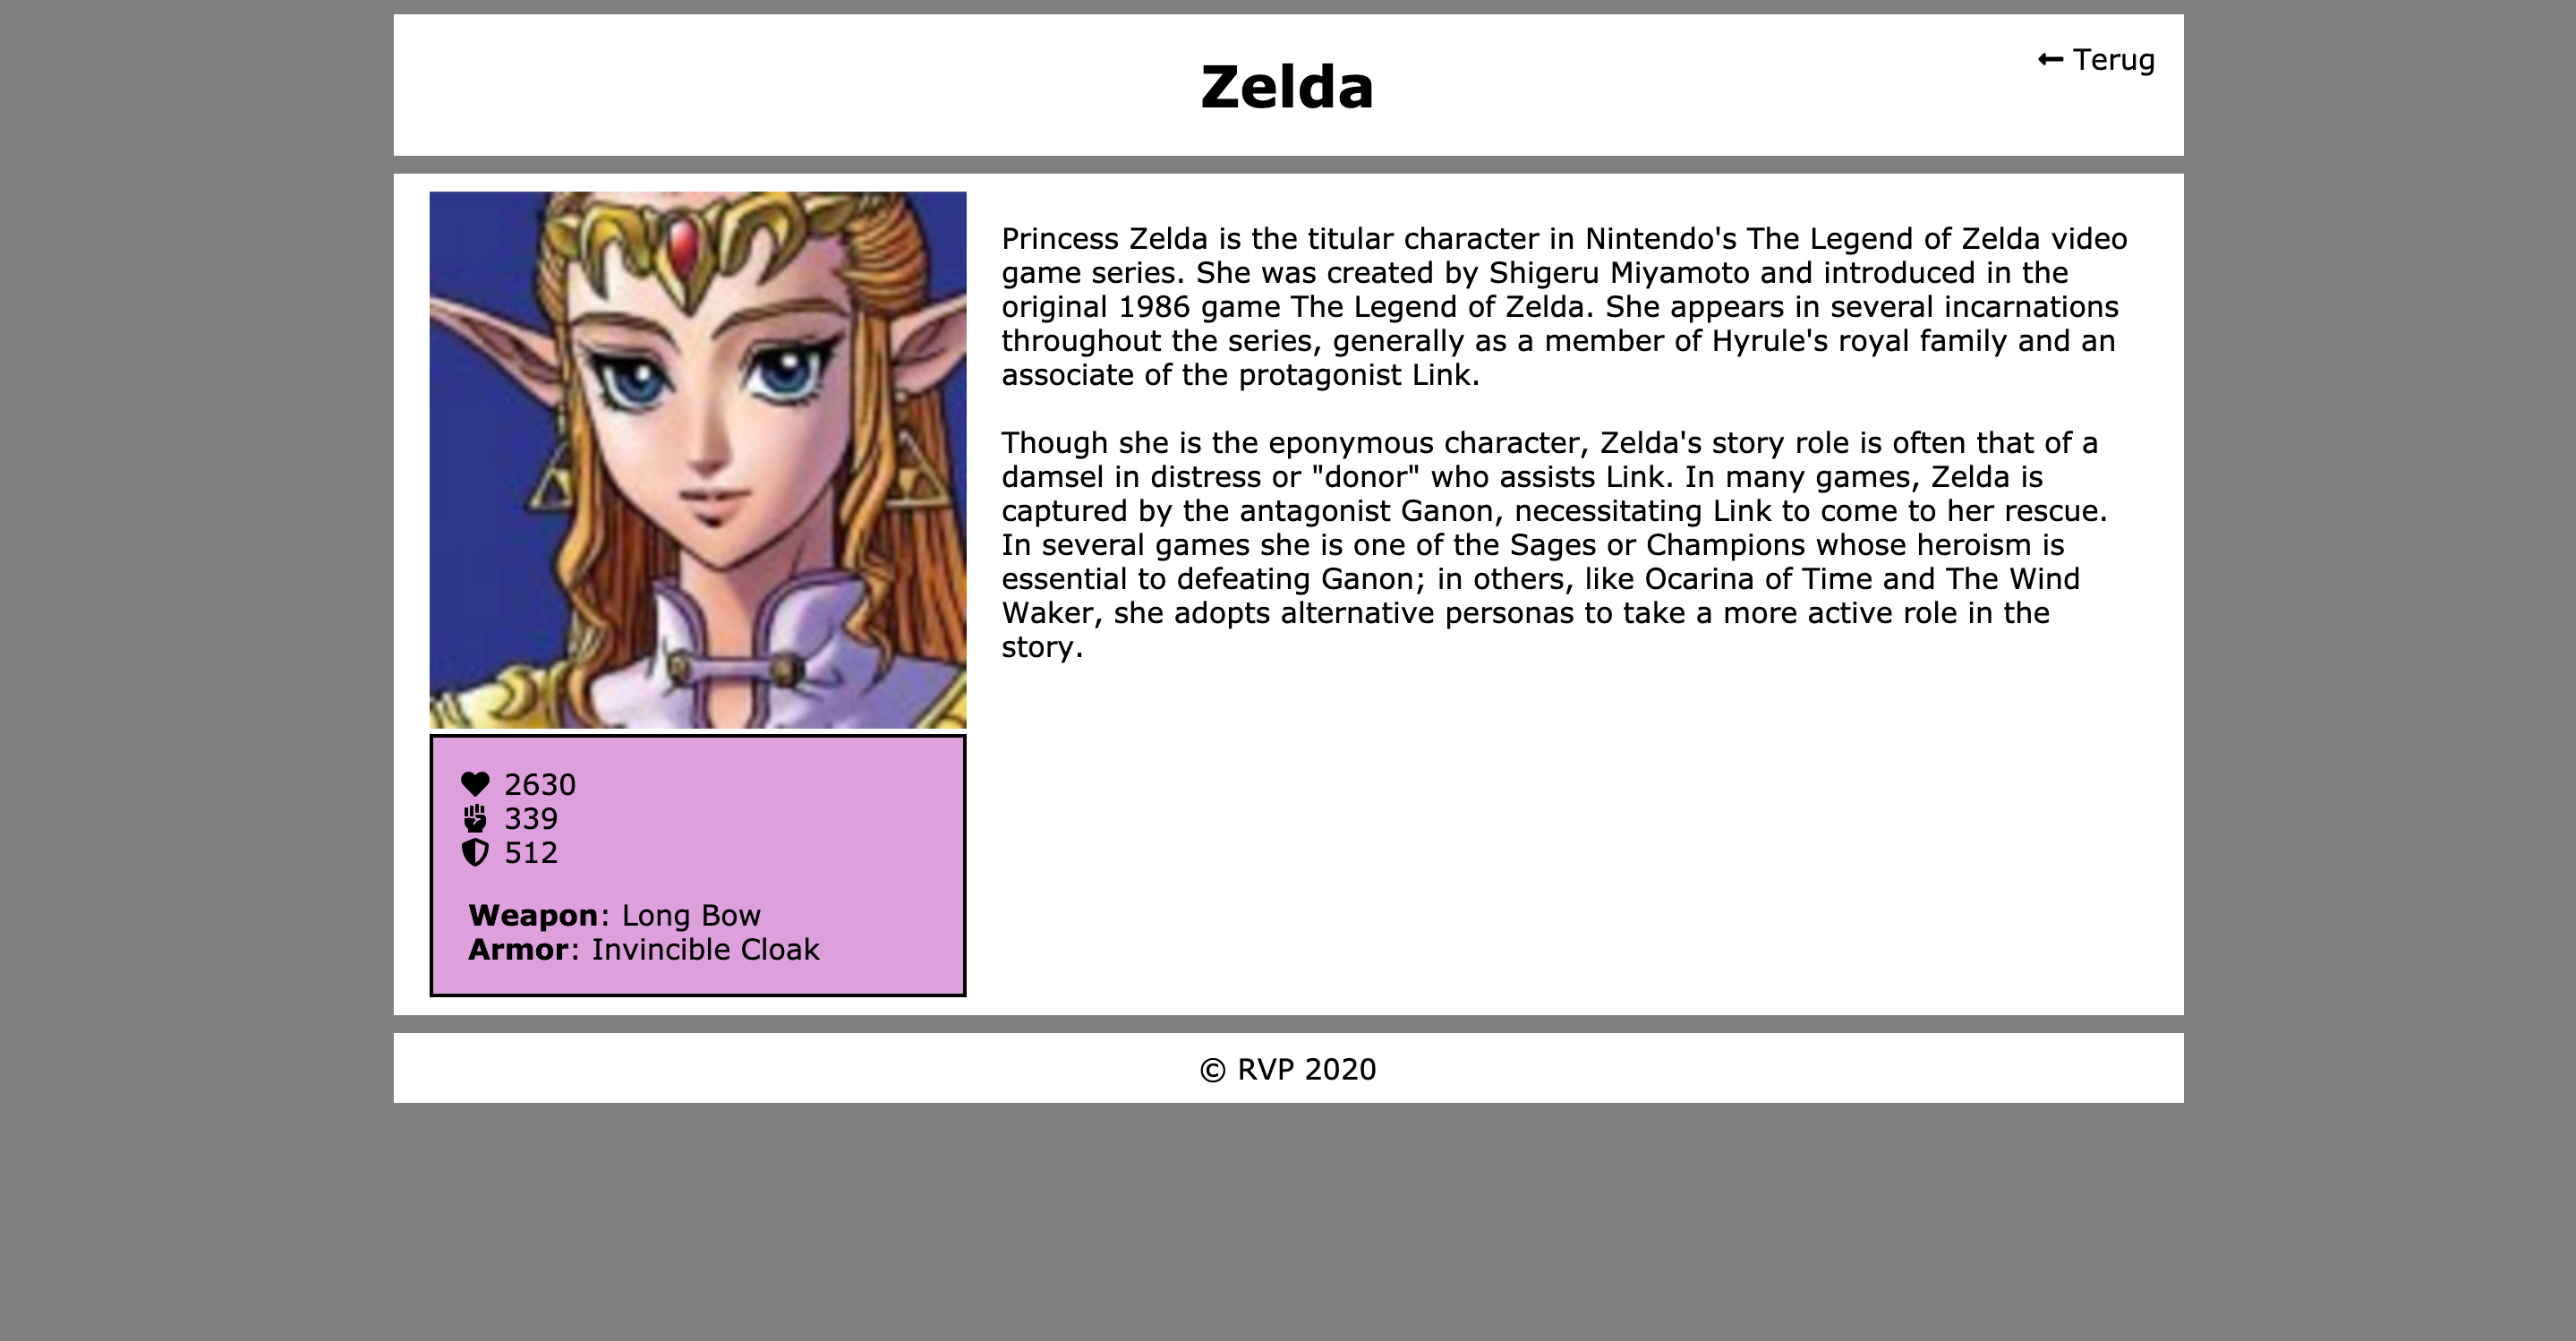 Zelda
Terug
Princess Zelda is the titular character in Nintendo's The Legend of Zelda video
game series. She was created by Shigeru Miyamoto and introduced in the
original 1986 game The Legend of Zelda. She appears in several incarnations
throughout the series, generally as a member of Hyrule's royal family and an
associate of the protagonist Link.
Though she is the eponymous character, Zelda's story role is often that of a
damsel in distress or "donor" who assists Link. In many games, Zelda is
captured by the antagonist Ganon, necessitating Link to come to her rescue.
In several games she is one of the Sages or Champions whose heroism is
essential to defeating Ganon; in others, like Ocarina of Time and The Wind
Waker, she adopts alternative personas to take a more active role in the
story.
2630
339
512
Weapon: Long Bow
Armor: Invincible Cloak
© RVP 2020